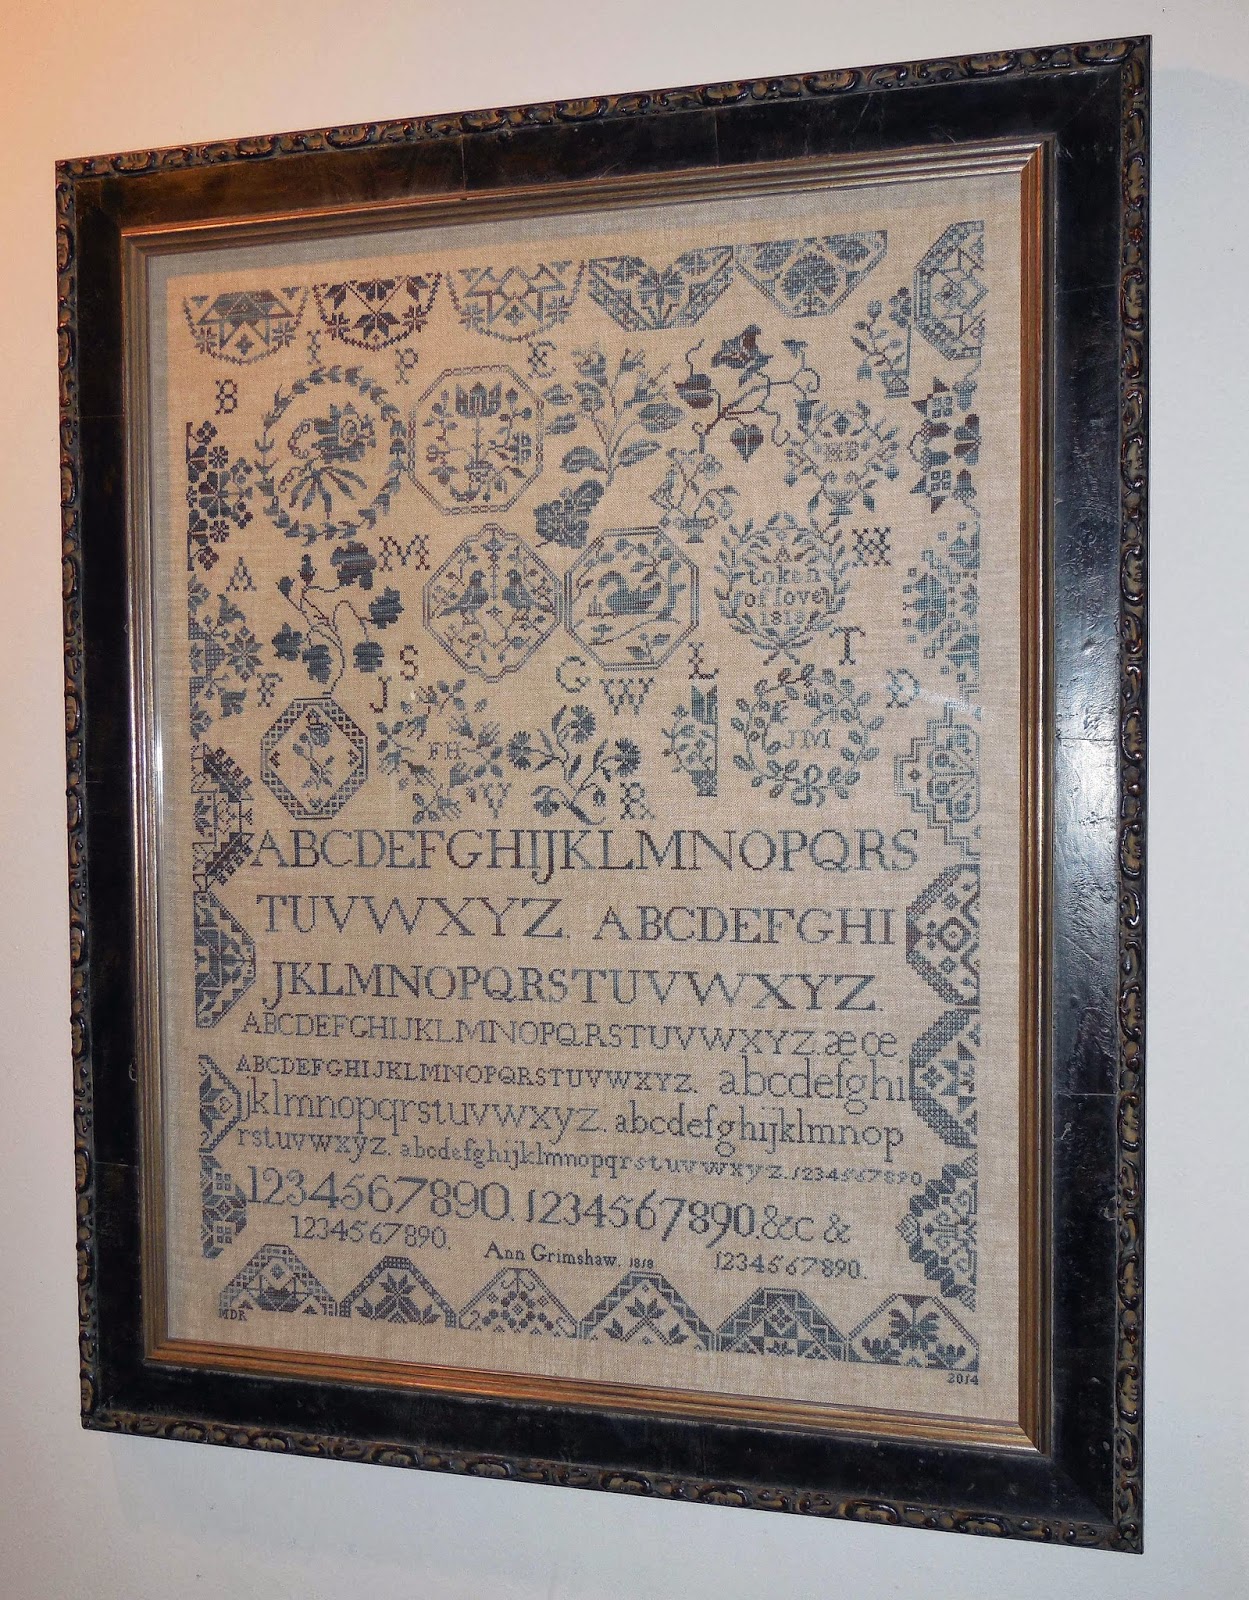 I P E
B
MB
A M H
A
token
of love
1818
S G L T
F J W D
FH JM
V R
ABCDEFGHIJKLMNOPQRS
TUVWXYZ. ABCDEFGHI
JKLMNOPQRSTUVWXYZ.
ABCDEFGHIJKLMNOPQRSTUVWXYZ.æœ
ABCDEFGHIJKLMNOPQRSTUVWXYZ. abcdefghi
jklmnopqrstuvwxyz. abcdefghijklmnop
rstuvwxyz. abcdefghijklmnopqrstuvwxyz.1234567890
1234567890. 1234567890.&c &
1234567890. Ann Grimshaw. 1818 1234567890.
MDR
2014